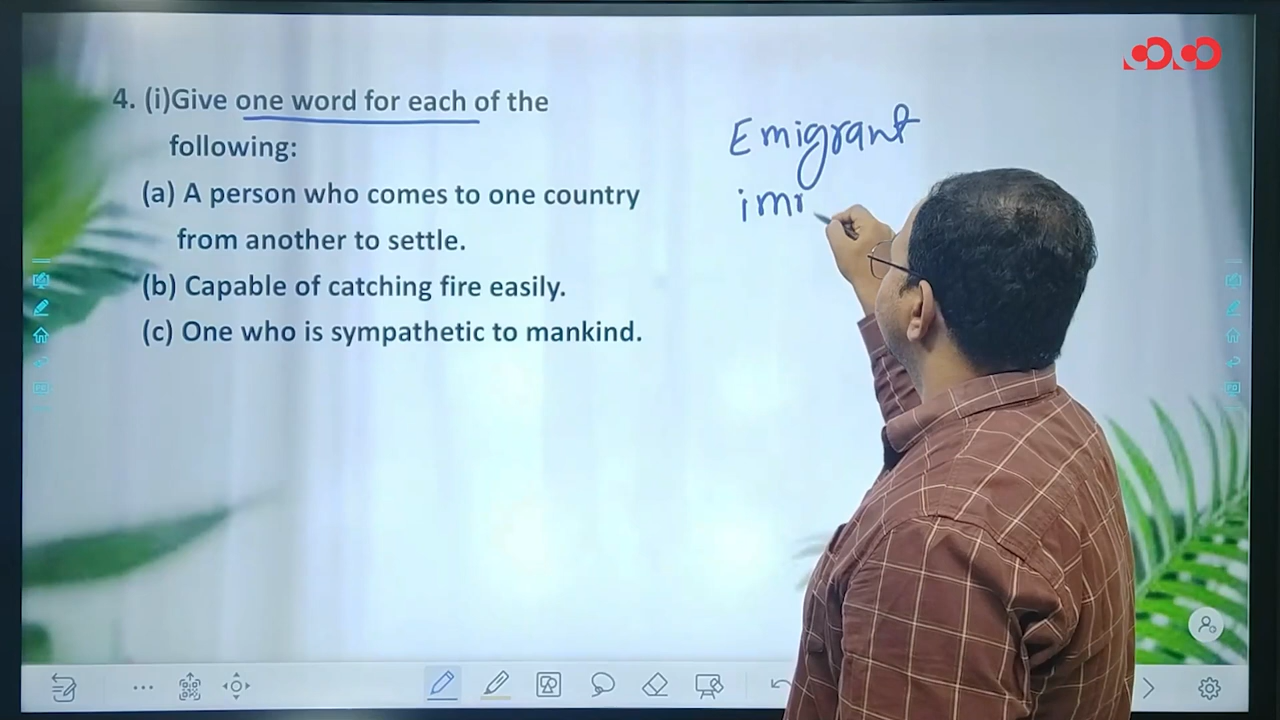 4. (i)Give one word for each of the
following:
(a) A person who comes to one country
from another to settle.
(b) Capable of catching fire easily.
(c) One who is sympathetic to mankind.
Emigrant
imm